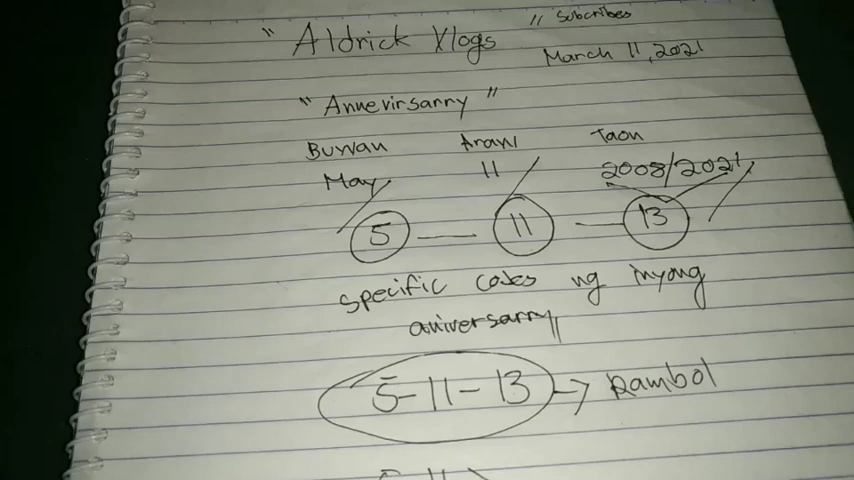 " Aldrick Vlogs
// Subcribes
March 11, 2021
" Annevirsarry "
Buwan Araw Taon
May 11 2008/2021
5 — 11 — 13
specific codes ng inyong
aniversarry //
5-11-13 → Rambol